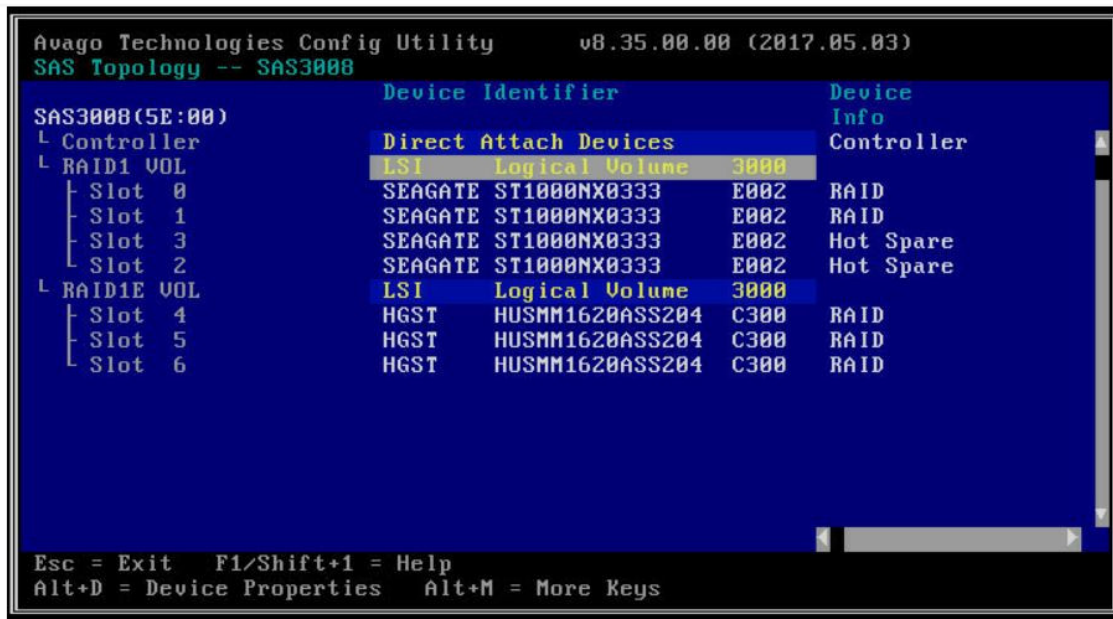 Avago Technologies Config Utility v8.35.00.00 (2017.05.03)
SAS Topology -- SAS3008
Device Identifier Device
SAS3008(5E:00) Info
Controller Direct Attach Devices Controller
RAID1 VOL LSI Logical Volume 3000
Slot 0 SEAGATE ST1000NX0333 E002 RAID
Slot 1 SEAGATE ST1000NX0333 E002 RAID
Slot 3 SEAGATE ST1000NX0333 E002 Hot Spare
Slot 2 SEAGATE ST1000NX0333 E002 Hot Spare
RAID1E VOL LSI Logical Volume 3000
Slot 4 HGST HUSMM1620ASS204 C300 RAID
Slot 5 HGST HUSMM1620ASS204 C300 RAID
Slot 6 HGST HUSMM1620ASS204 C300 RAID
Esc = Exit F1/Shift+1 = Help
Alt+D = Device Properties Alt+M = More Keys